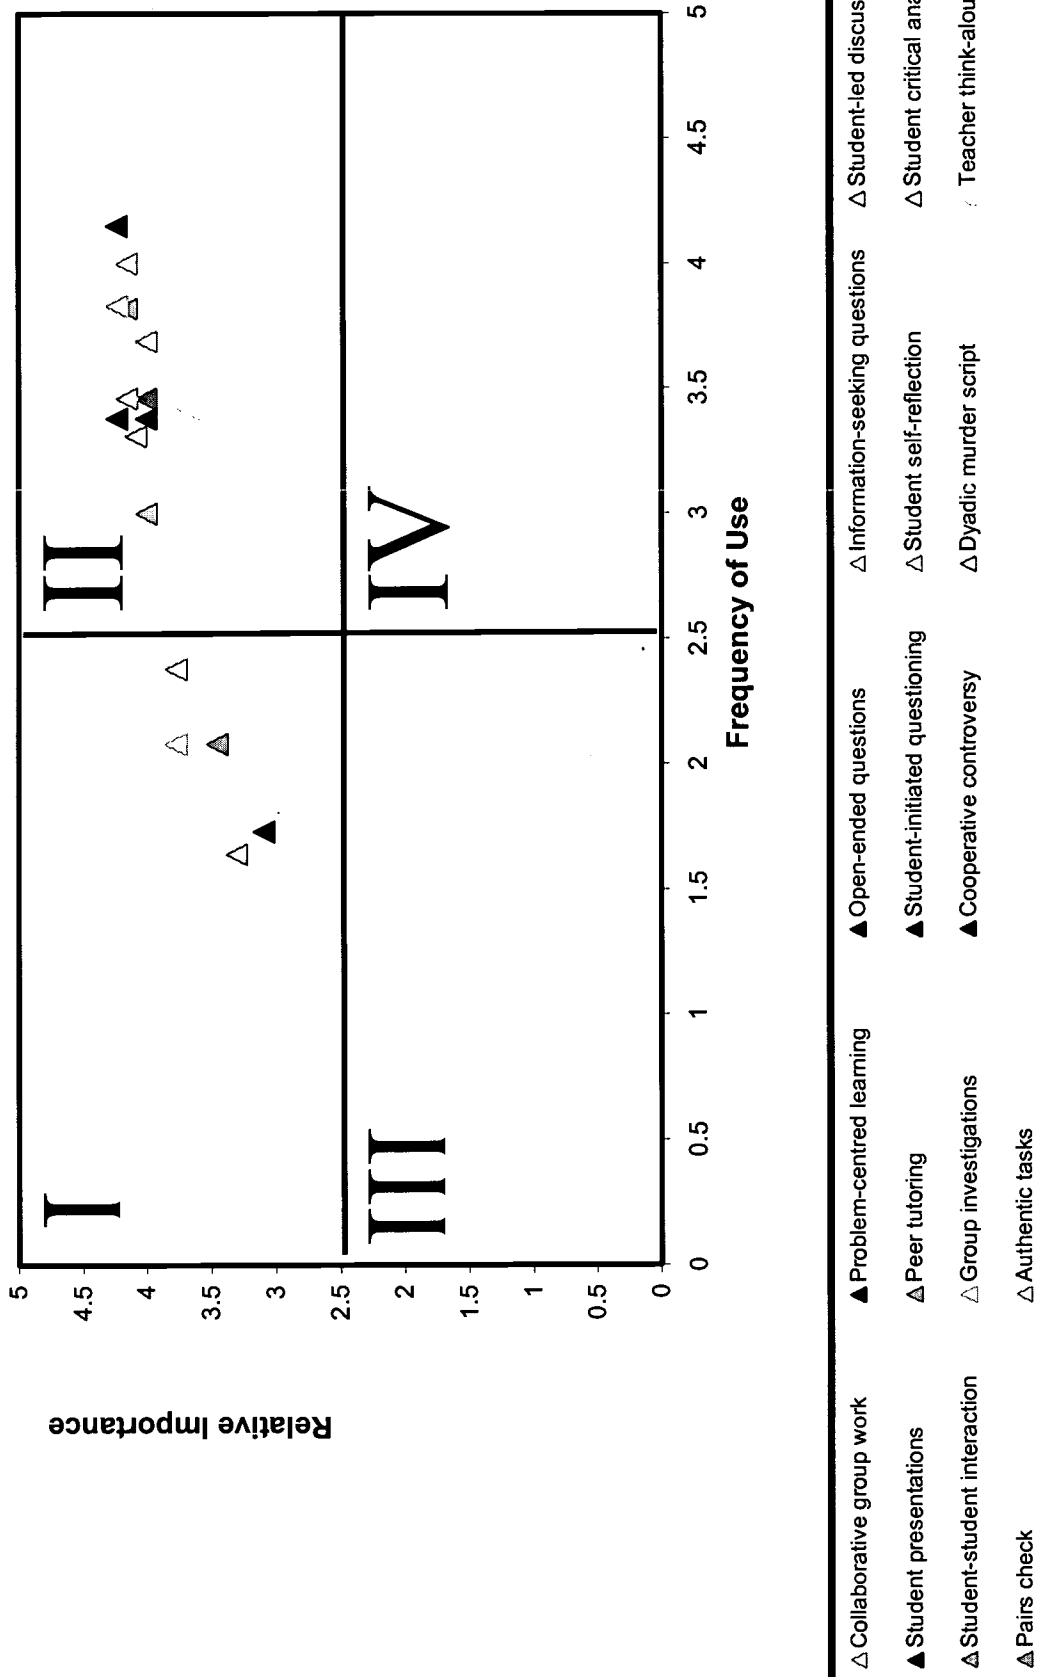 I
II
III
IV
5
4.5
4
3.5
3
2.5
2
1.5
1
0.5
0
Relative Importance
0
0.5
1
1.5
2
2.5
3
3.5
4
4.5
5
Frequency of Use
Collaborative group work
Problem-centred learning
Open-ended questions
Information-seeking questions
Student-led discus
Student presentations
Peer tutoring
Student-initiated questioning
Student self-reflection
Student critical ana
Student-student interaction
Group investigations
Cooperative controversy
Dyadic murder script
Teacher think-alou
Pairs check
Authentic tasks